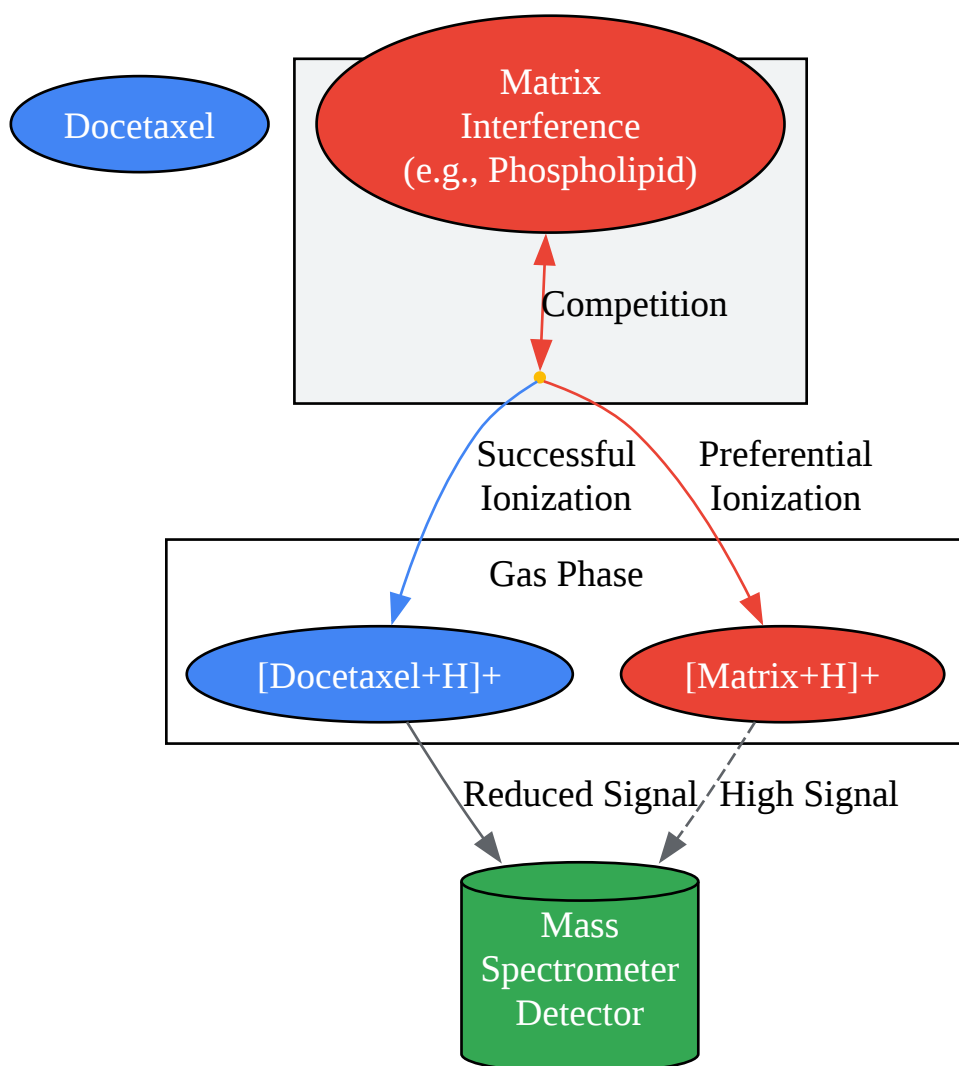 Docetaxel
Matrix
Interference
(e.g., Phospholipid)
Competition
Successful
Ionization
Preferential
Ionization
Gas Phase
[Docetaxel+H]+
[Matrix+H]+
Reduced Signal
High Signal
Mass
Spectrometer
Detector